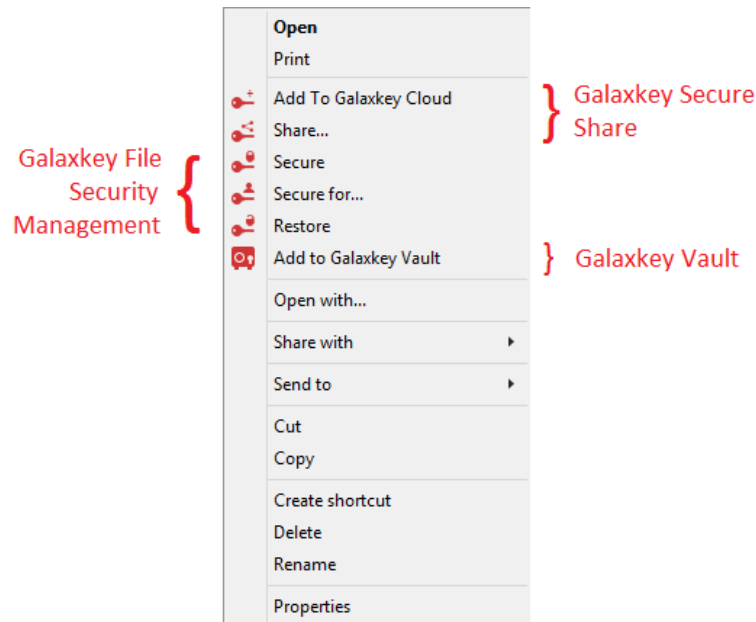 Open
Print
Add To Galaxkey Cloud
Share...
Secure
Secure for...
Restore
Add to Galaxkey Vault
Open with...
Share with
Send to
Cut
Copy
Create shortcut
Delete
Rename
Properties
Galaxkey File
Security
Management
Galaxkey Secure
Share
Galaxkey Vault